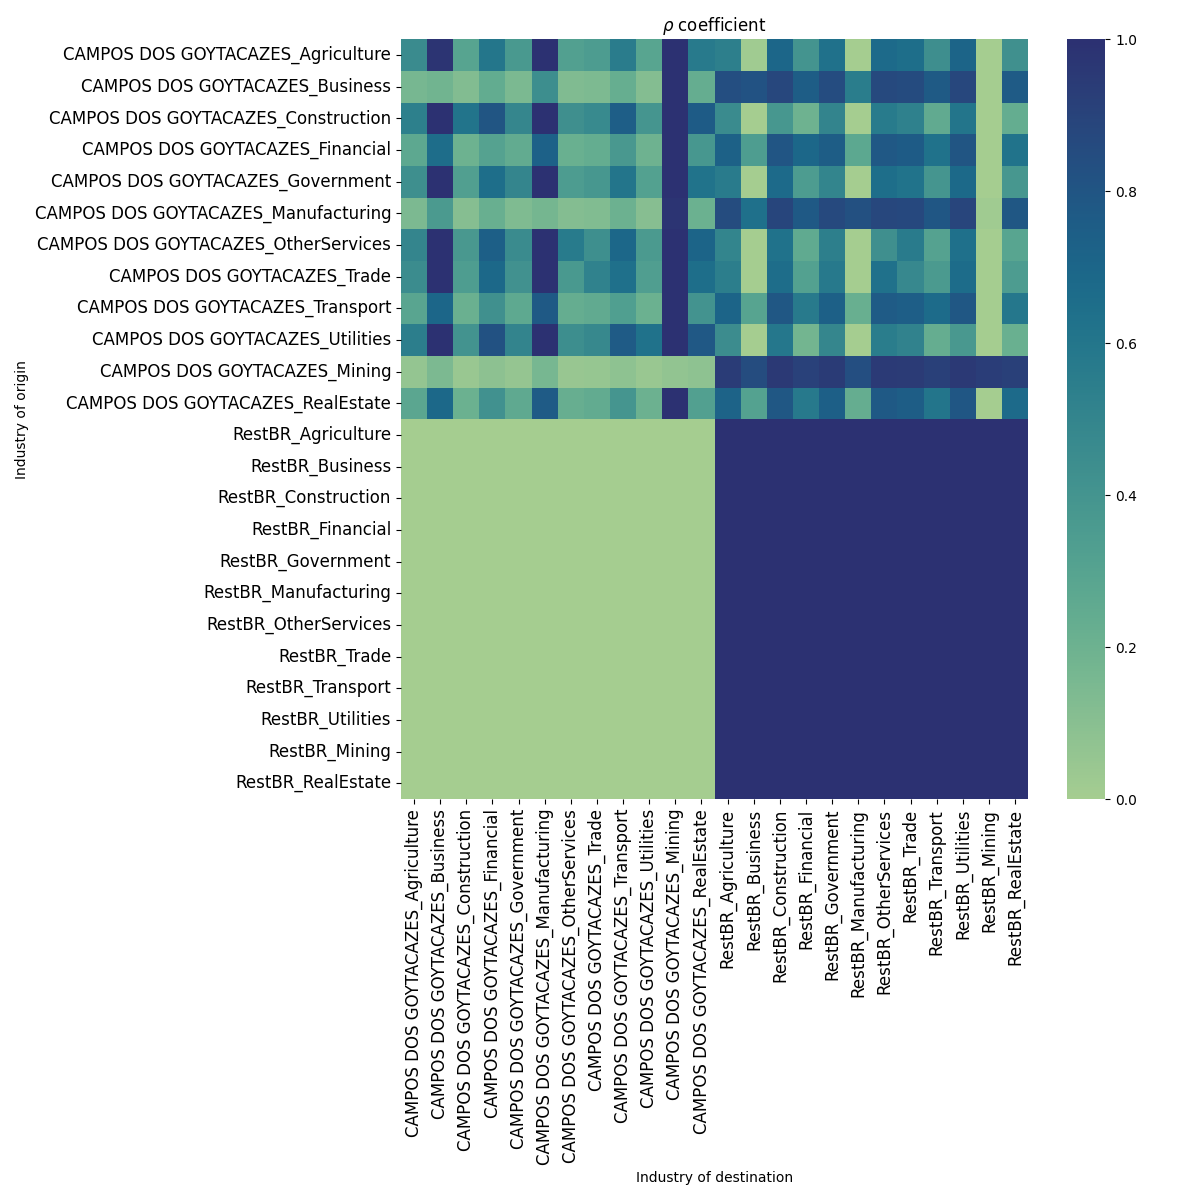 ρ coefficient
CAMPOS DOS GOYTACAZES_Agriculture
CAMPOS DOS GOYTACAZES_Business
CAMPOS DOS GOYTACAZES_Construction
CAMPOS DOS GOYTACAZES_Financial
CAMPOS DOS GOYTACAZES_Government
CAMPOS DOS GOYTACAZES_Manufacturing
CAMPOS DOS GOYTACAZES_OtherServices
CAMPOS DOS GOYTACAZES_Trade
CAMPOS DOS GOYTACAZES_Transport
CAMPOS DOS GOYTACAZES_Utilities
CAMPOS DOS GOYTACAZES_Mining
CAMPOS DOS GOYTACAZES_RealEstate
RestBR_Agriculture
RestBR_Business
RestBR_Construction
RestBR_Financial
RestBR_Government
RestBR_Manufacturing
RestBR_OtherServices
RestBR_Trade
RestBR_Transport
RestBR_Utilities
RestBR_Mining
RestBR_RealEstate
Industry of origin
CAMPOS DOS GOYTACAZES_Agriculture
CAMPOS DOS GOYTACAZES_Business
CAMPOS DOS GOYTACAZES_Construction
CAMPOS DOS GOYTACAZES_Financial
CAMPOS DOS GOYTACAZES_Government
CAMPOS DOS GOYTACAZES_Manufacturing
CAMPOS DOS GOYTACAZES_OtherServices
CAMPOS DOS GOYTACAZES_Trade
CAMPOS DOS GOYTACAZES_Transport
CAMPOS DOS GOYTACAZES_Utilities
CAMPOS DOS GOYTACAZES_Mining
CAMPOS DOS GOYTACAZES_RealEstate
RestBR_Agriculture
RestBR_Business
RestBR_Construction
RestBR_Financial
RestBR_Government
RestBR_Manufacturing
RestBR_OtherServices
RestBR_Trade
RestBR_Transport
RestBR_Utilities
RestBR_Mining
RestBR_RealEstate
Industry of destination
1.0
0.8
0.6
0.4
0.2
0.0